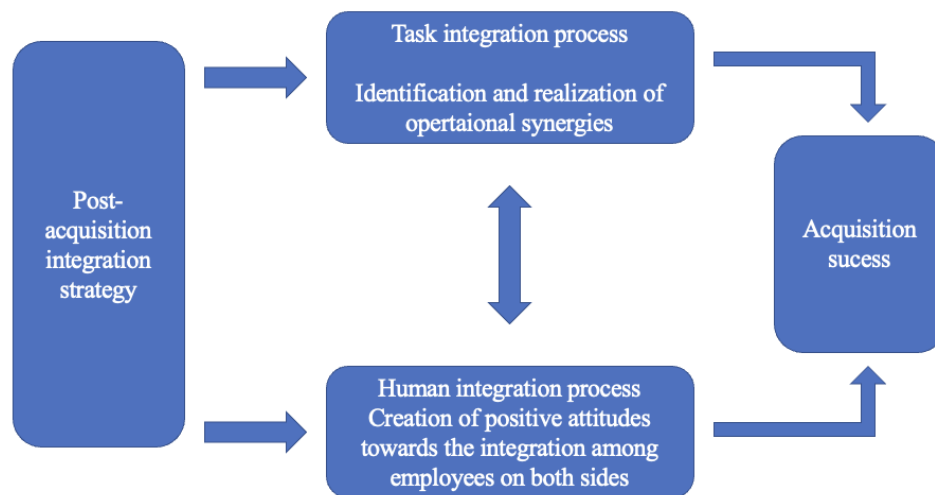 Post-
acquisition
integration
strategy
Task integration process
Identification and realization of
opertaional synergies
Human integration process
Creation of positive attitudes
towards the integration among
employees on both sides
Acquisition
sucess